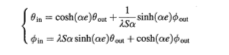 θ_in = cosh(αe)θ_out + 1/(λSα) sinh(αe)ϕ_out
ϕ_in = λSα sinh(αe)θ_out + cosh(αe)ϕ_out